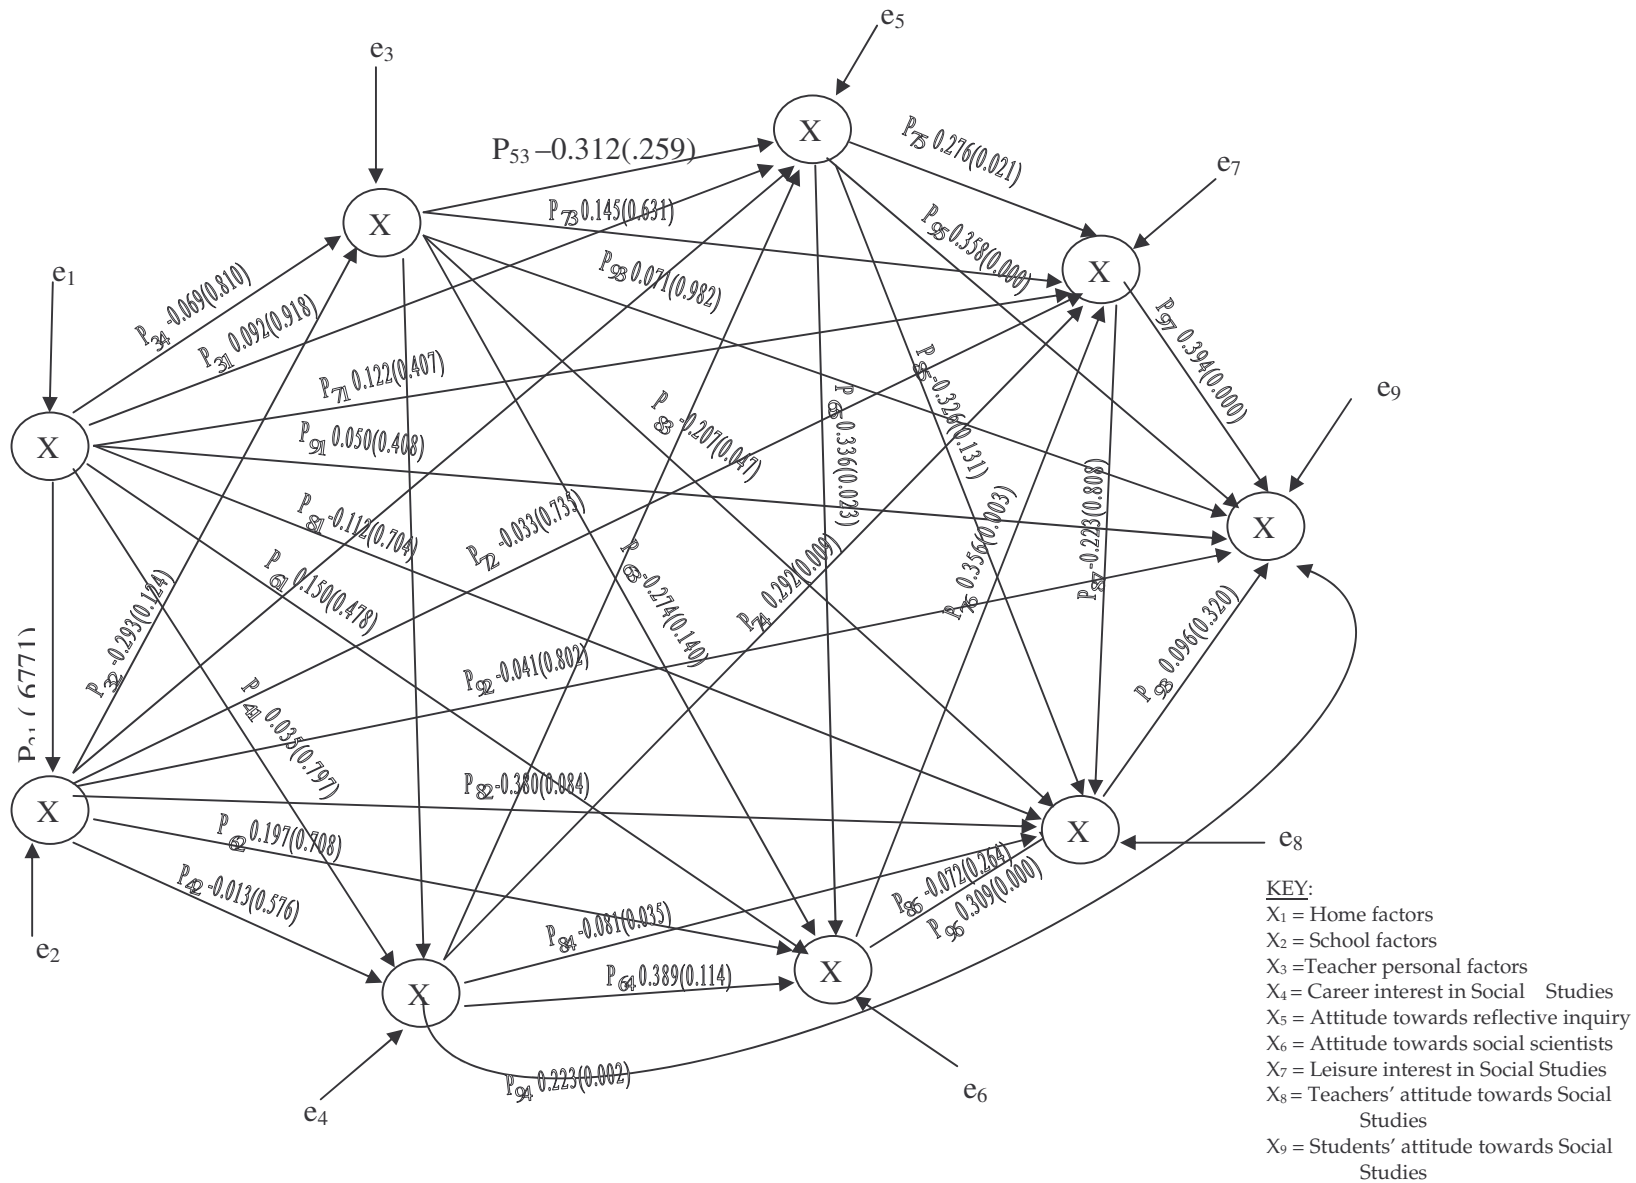 e5
e3
P53 –0.312(.259)
P75 0.276(0.021)
e7
P73 0.145(0.631)
P95 0.358(0.000)
X
X
X
e1
P34 -0.069(0.810)
P31 0.092(0.918)
P93 0.071(0.982)
P97 0.394(0.000)
P71 0.122(0.407)
-0.326(0.131)
e9
P83 -0.207(0.047)
-0.336(0.023)
X
P91 0.050(0.408)
P81 -0.112(0.704)
P72 -0.033(0.735)
P76 0.356(0.003)
P87 -0.223(0.808)
X
P61 0.150(0.478)
P63 -0.274(0.140)
P74 0.292(0.009)
P32 -0.293(0.124)
P98 0.096(0.320)
P92 -0.041(0.802)
P41 0.035(0.797)
P82 -0.380(0.084)
X
P62 0.197(0.708)
X
e8
P42 -0.013(0.576)
P86 -0.072(0.264)
P96 0.309(0.000)
P84 -0.081(0.035)
e2
P64 0.389(0.114)
X
X
P94 0.223(0.002)
e6
e4
KEY:
X1 = Home factors
X2 = School factors
X3 =Teacher personal factors
X4 = Career interest in Social Studies
X5 = Attitude towards reflective inquiry
X6 = Attitude towards social scientists
X7 = Leisure interest in Social Studies
X8 = Teachers’ attitude towards Social
Studies
X9 = Students’ attitude towards Social
Studies